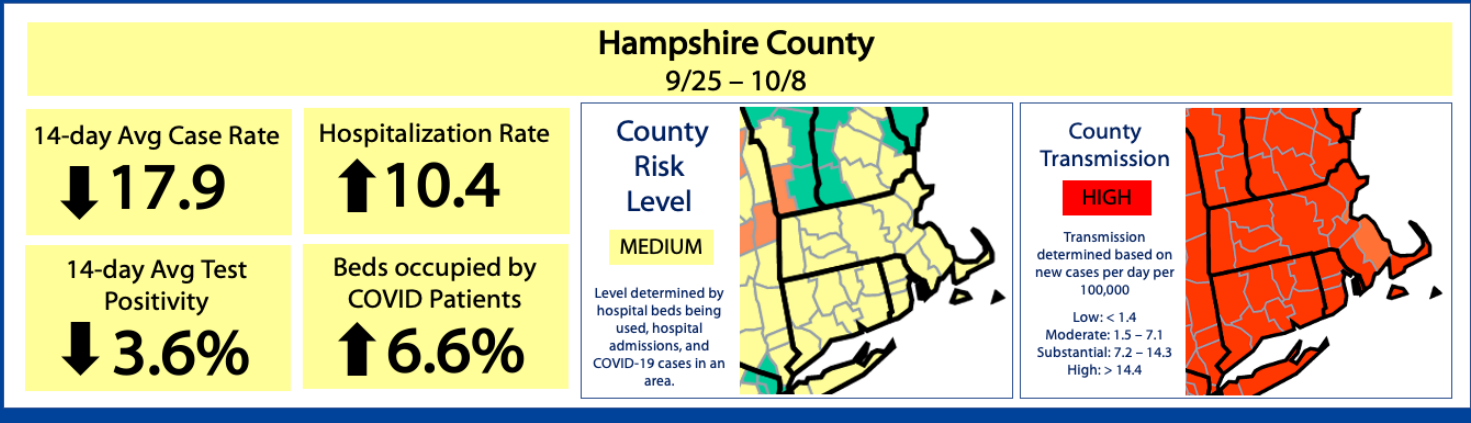 Hampshire County
9/25 – 10/8
14-day Avg Case Rate
17.9
Hospitalization Rate
10.4
14-day Avg Test
Positivity
3.6%
Beds occupied by
COVID Patients
6.6%
County
Risk
Level
MEDIUM
Level determined by
hospital beds being
used, hospital
admissions, and
COVID-19 cases in an
area.
County
Transmission
HIGH
Transmission
determined based on
new cases per day per
100,000
Low: < 1.4
Moderate: 1.5 – 7.1
Substantial: 7.2 – 14.3
High: > 14.4